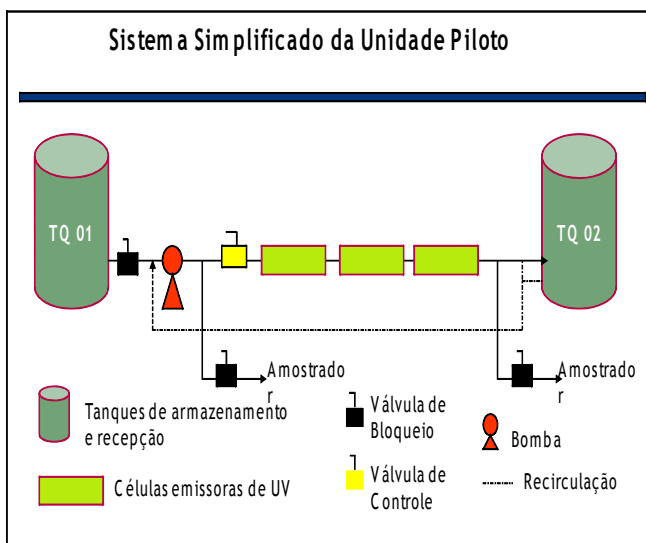 Sistema Simplificado da Unidade Piloto
TQ 01
TQ 02
Amostrado
r
Amostrado
r
Tanques de armazenamento
e recepção
Válvula de
Bloqueio
Bomba
Células emissoras de UV
Válvula de
Controle
Recirculação